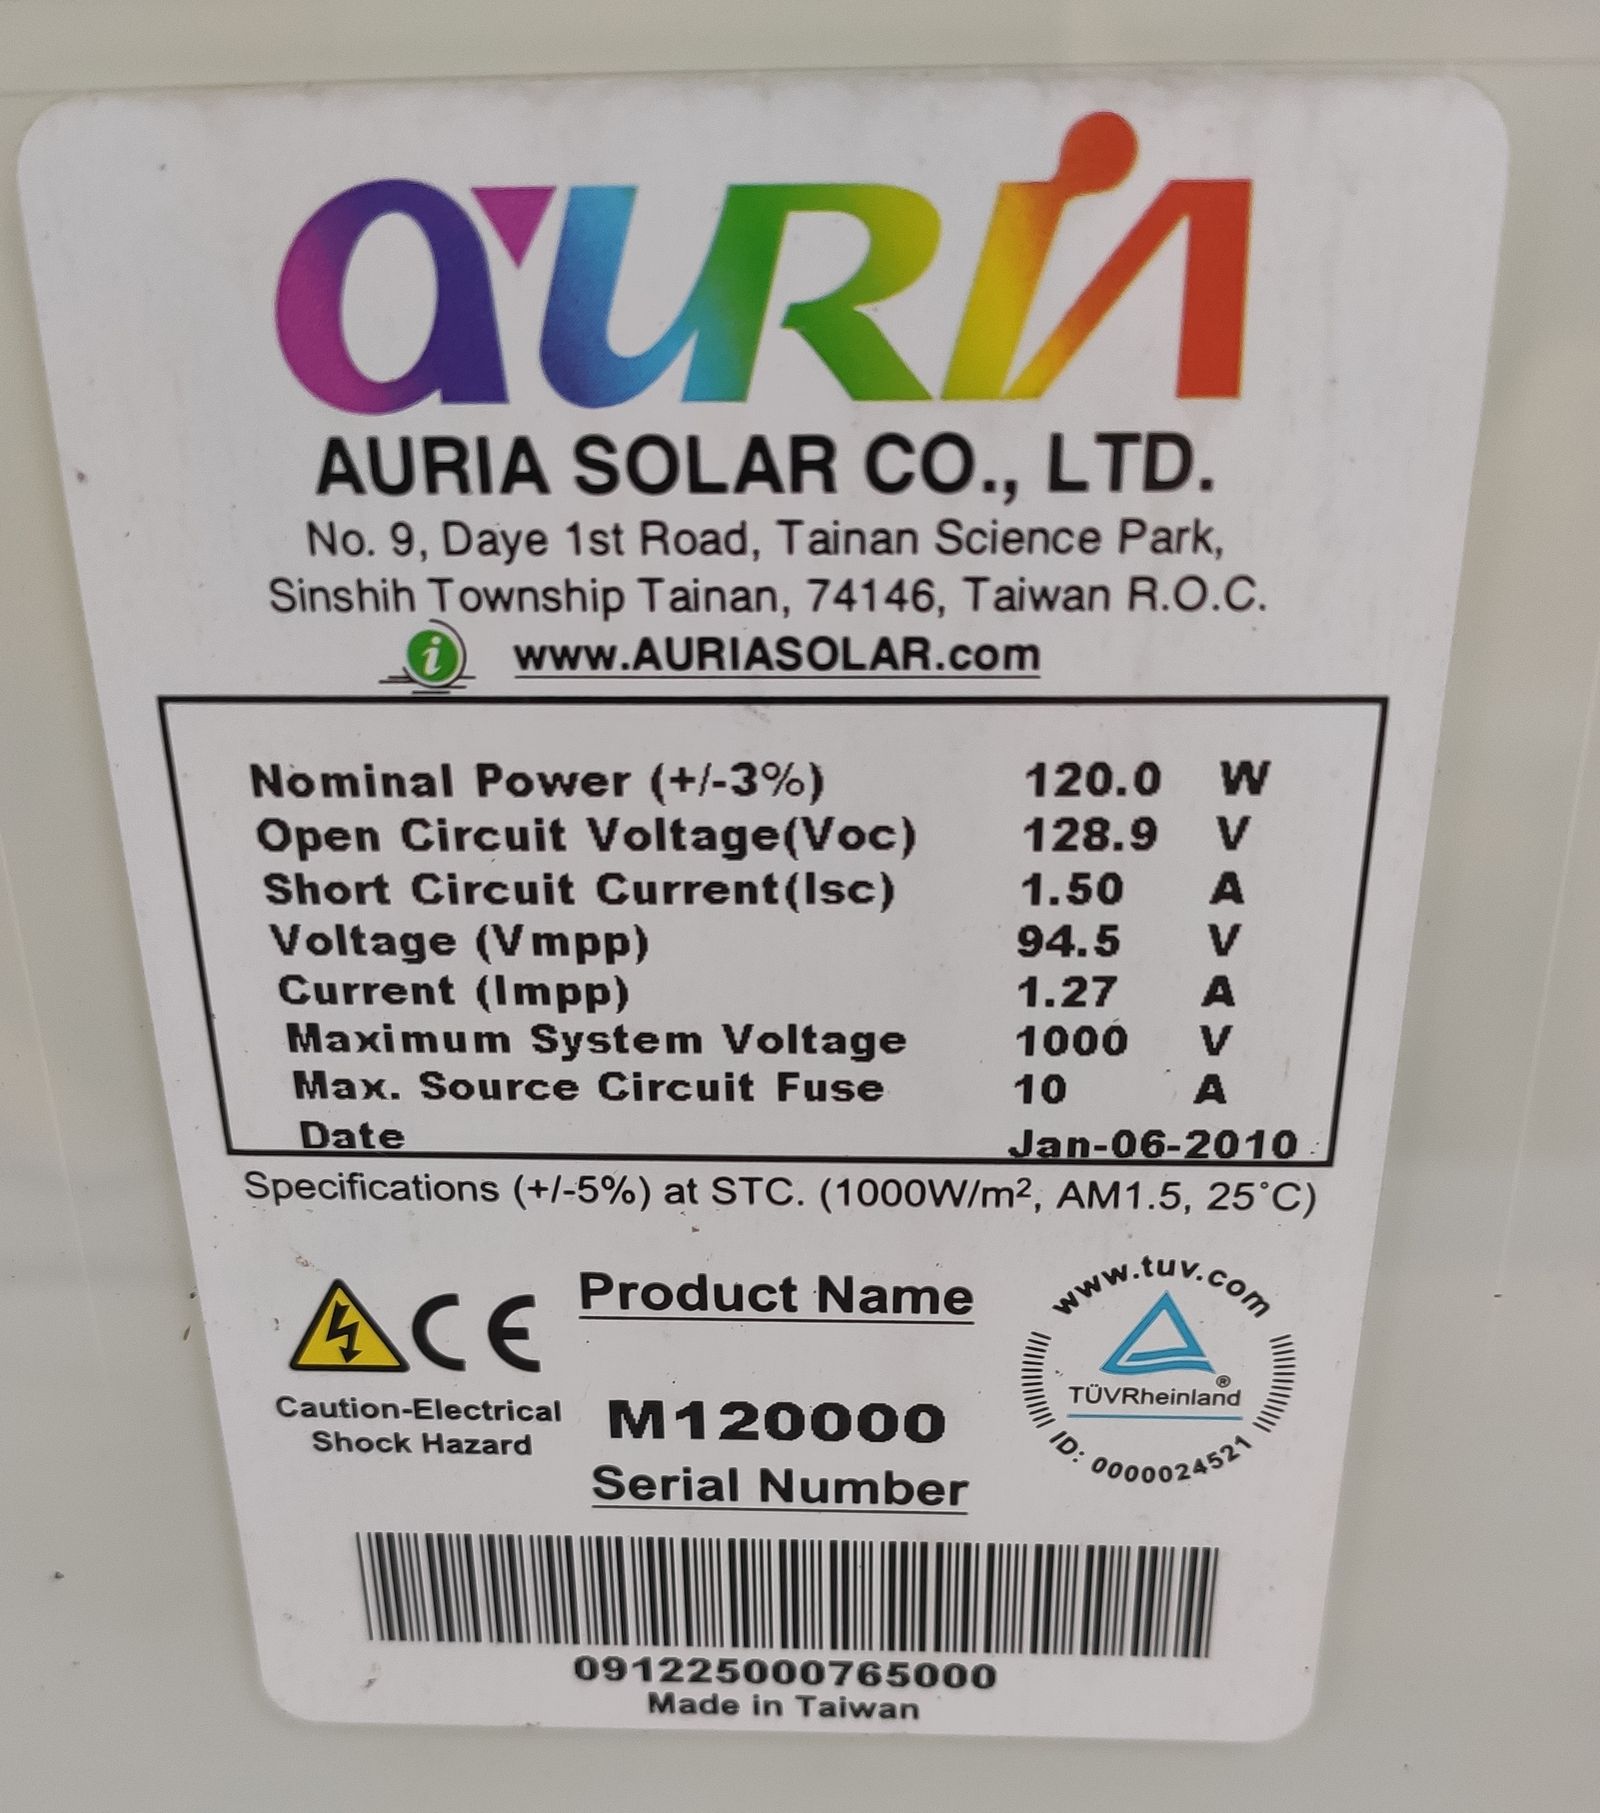 aURIA
AURIA SOLAR CO., LTD.
No. 9, Daye 1st Road, Tainan Science Park,
Sinshih Township Tainan, 74146, Taiwan R.O.C.
i www.AURIASOLAR.com
Nominal Power (+/-3%) 120.0 W
Open Circuit Voltage(Voc) 128.9 V
Short Circuit Current(Isc) 1.50 A
Voltage (Vmpp) 94.5 V
Current (Impp) 1.27 A
Maximum System Voltage 1000 V
Max. Source Circuit Fuse 10 A
Date Jan-06-2010
Specifications (+/-5%) at STC. (1000W/m², AM1.5, 25°C)
CE
Caution-Electrical
Shock Hazard
Product Name
M120000
Serial Number
www.tuv.com
TÜVRheinland®
ID: 0000024521
091225000765000
Made in Taiwan